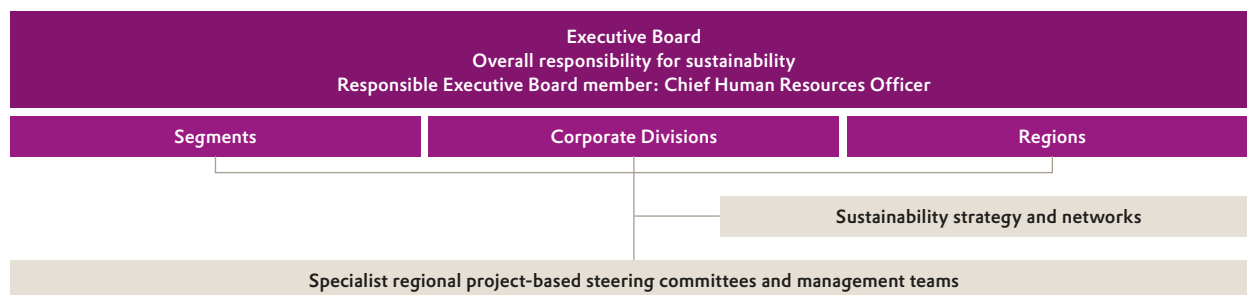 Executive Board
Overall responsibility for sustainability
Responsible Executive Board member: Chief Human Resources Officer
Segments
Corporate Divisions
Regions
Sustainability strategy and networks
Specialist regional project-based steering committees and management teams